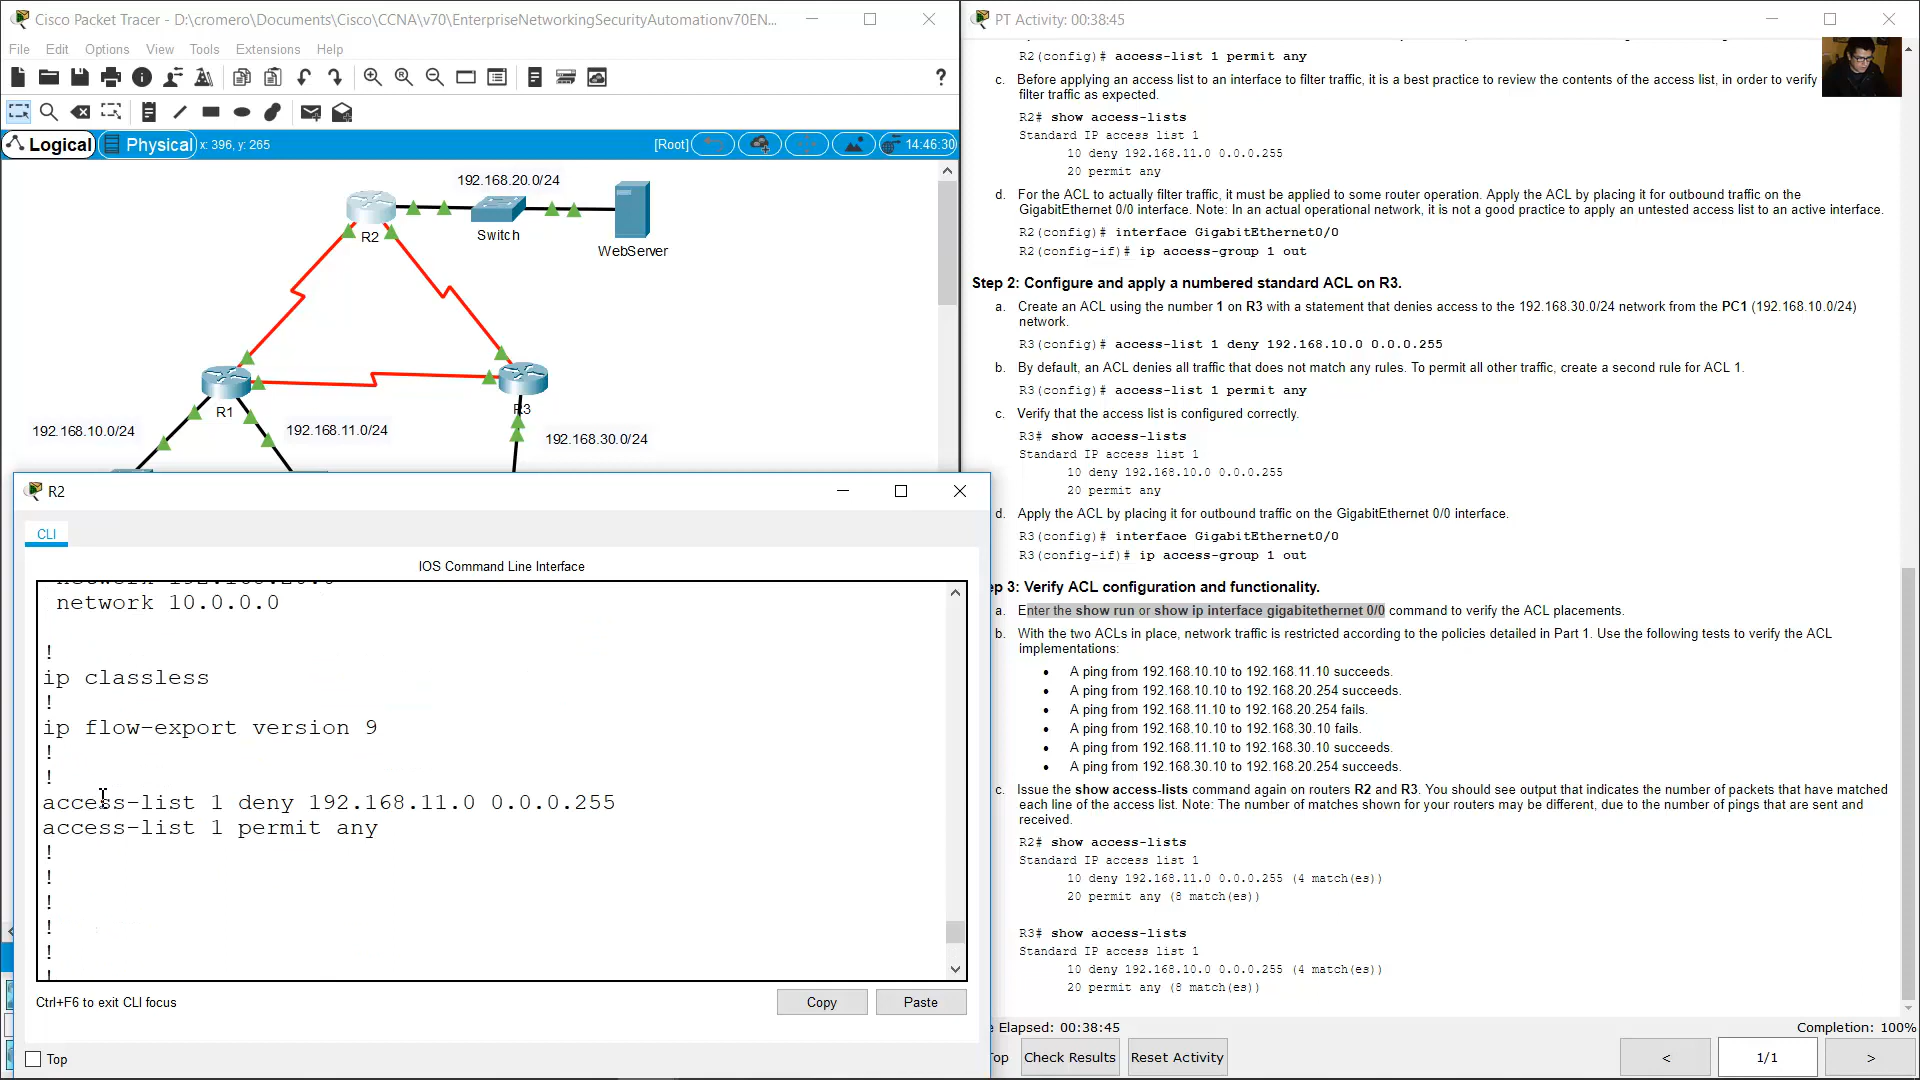 Cisco Packet Tracer - D:\cromero\Documents\Cisco\CCNA\v70\EnterpriseNetworkingSecurityAutomationv70EN...
File Edit Options View Tools Extensions Help
?
Logical Physical x: 396, y: 265
[Root] 14:46:30
192.168.20.0/24
R2
Switch
WebServer
R1
R3
192.168.10.0/24
192.168.11.0/24
192.168.30.0/24
R2
CLI
IOS Command Line Interface
network 10.0.0.0
!
ip classless
!
ip flow-export version 9
!
!
access-list 1 deny 192.168.11.0 0.0.0.255
access-list 1 permit any
!
!
!
!
!
!
Ctrl+F6 to exit CLI focus
Copy Paste
Top
PT Activity: 00:38:45
R2(config)# access-list 1 permit any
c. Before applying an access list to an interface to filter traffic, it is a best practice to review the contents of the access list, in order to verify
filter traffic as expected.
R2# show access-lists
Standard IP access list 1
10 deny 192.168.11.0 0.0.0.255
20 permit any
d. For the ACL to actually filter traffic, it must be applied to some router operation. Apply the ACL by placing it for outbound traffic on the
GigabitEthernet 0/0 interface. Note: In an actual operational network, it is not a good practice to apply an untested access list to an active interface.
R2(config)# interface GigabitEthernet0/0
R2(config-if)# ip access-group 1 out
Step 2: Configure and apply a numbered standard ACL on R3.
a. Create an ACL using the number 1 on R3 with a statement that denies access to the 192.168.30.0/24 network from the PC1 (192.168.10.0/24)
network.
R3(config)# access-list 1 deny 192.168.10.0 0.0.0.255
b. By default, an ACL denies all traffic that does not match any rules. To permit all other traffic, create a second rule for ACL 1.
R3(config)# access-list 1 permit any
c. Verify that the access list is configured correctly.
R3# show access-lists
Standard IP access list 1
10 deny 192.168.10.0 0.0.0.255
20 permit any
d. Apply the ACL by placing it for outbound traffic on the GigabitEthernet 0/0 interface.
R3(config)# interface GigabitEthernet0/0
R3(config-if)# ip access-group 1 out
ep 3: Verify ACL configuration and functionality.
a. Enter the show run or show ip interface gigabitethernet 0/0 command to verify the ACL placements.
b. With the two ACLs in place, network traffic is restricted according to the policies detailed in Part 1. Use the following tests to verify the ACL
implementations:
• A ping from 192.168.10.10 to 192.168.11.10 succeeds.
• A ping from 192.168.10.10 to 192.168.20.254 succeeds.
• A ping from 192.168.11.10 to 192.168.20.254 fails.
• A ping from 192.168.10.10 to 192.168.30.10 fails.
• A ping from 192.168.11.10 to 192.168.30.10 succeeds.
• A ping from 192.168.30.10 to 192.168.20.254 succeeds.
c. Issue the show access-lists command again on routers R2 and R3. You should see output that indicates the number of packets that have matched
each line of the access list. Note: The number of matches shown for your routers may be different, due to the number of pings that are sent and
received.
R2# show access-lists
Standard IP access list 1
10 deny 192.168.11.0 0.0.0.255 (4 match(es))
20 permit any (8 match(es))
R3# show access-lists
Standard IP access list 1
10 deny 192.168.10.0 0.0.0.255 (4 match(es))
20 permit any (8 match(es))
e Elapsed: 00:38:45 Completion: 100%
op Check Results Reset Activity < 1/1 >